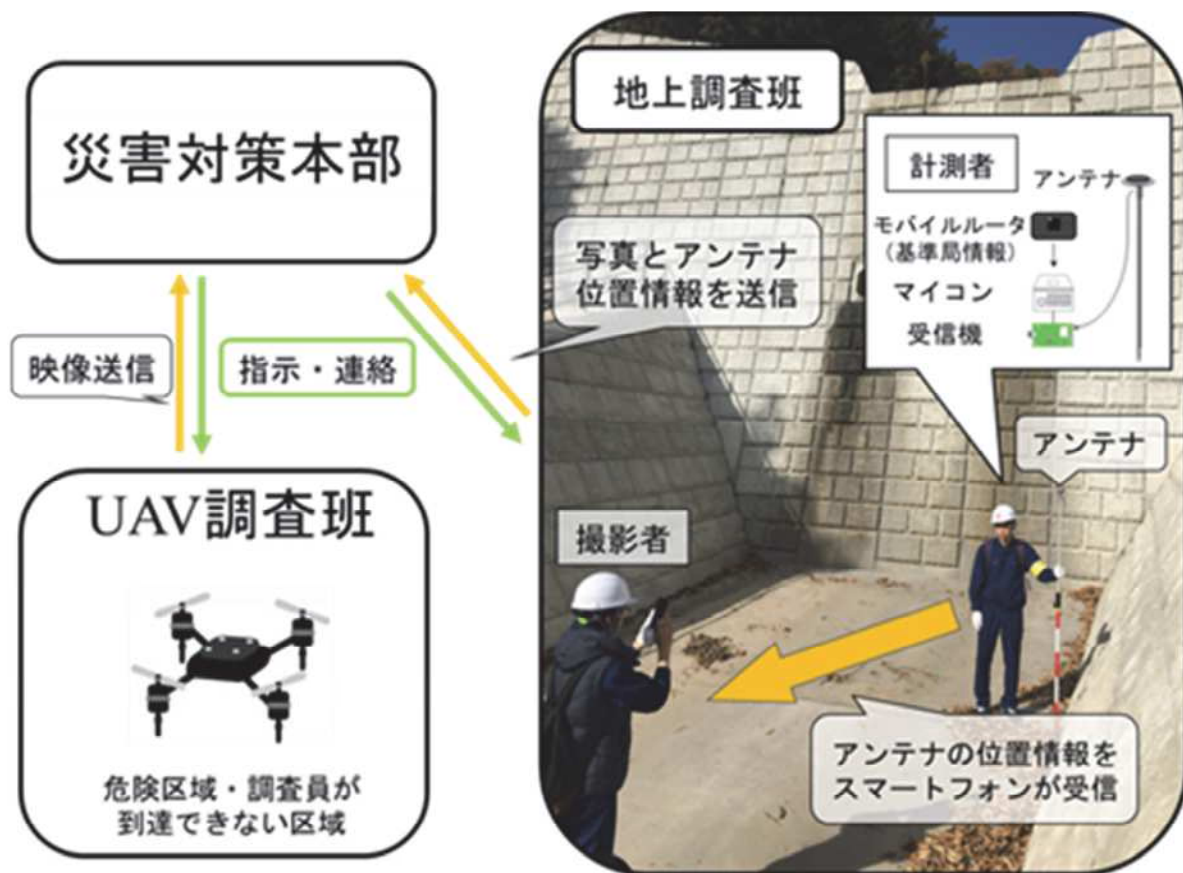 災害対策本部
映像送信
指示・連絡
UAV調査班
危険区域・調査員が
到達できない区域
地上調査班
写真とアンテナ
位置情報を送信
計測者
アンテナ
モバイルルータ
(基準局情報)
マイコン
受信機
アンテナ
撮影者
アンテナの位置情報を
スマートフォンが受信